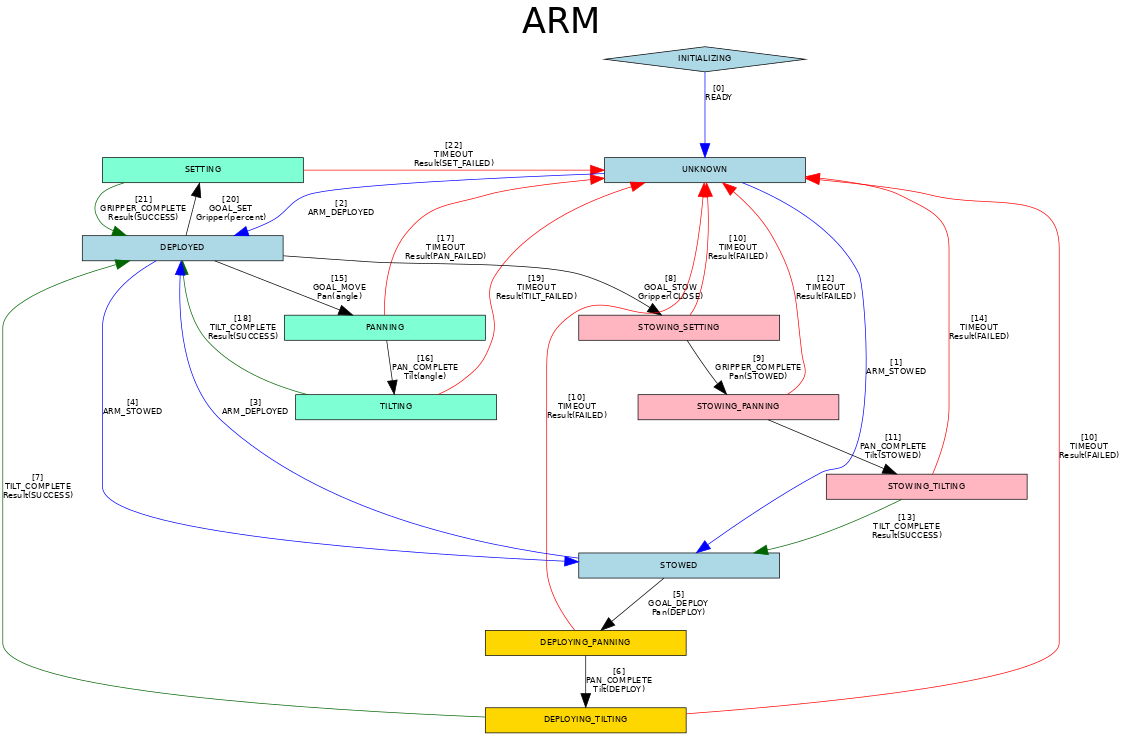 ARM
INITIALIZING
[0]
READY
SETTING
[22]
TIMEOUT
Result(SET_FAILED)
UNKNOWN
[21]
GRIPPER_COMPLETE
Result(SUCCESS)
[20]
GOAL_SET
Gripper(percent)
[2]
ARM_DEPLOYED
DEPLOYED
[17]
TIMEOUT
Result(PAN_FAILED)
[10]
TIMEOUT
Result(FAILED)
[15]
GOAL_MOVE
Pan(angle)
[19]
TIMEOUT
Result(TILT_FAILED)
[8]
GOAL_STOW
Gripper(CLOSE)
[12]
TIMEOUT
Result(FAILED)
PANNING
STOWING_SETTING
[18]
TILT_COMPLETE
Result(SUCCESS)
[14]
TIMEOUT
Result(FAILED)
[16]
PAN_COMPLETE
Tilt(angle)
[9]
GRIPPER_COMPLETE
Pan(STOWED)
[1]
ARM_STOWED
TILTING
STOWING_PANNING
[4]
ARM_STOWED
[3]
ARM_DEPLOYED
[10]
TIMEOUT
Result(FAILED)
[11]
PAN_COMPLETE
Tilt(STOWED)
[10]
TIMEOUT
Result(FAILED)
[7]
TILT_COMPLETE
Result(SUCCESS)
STOWING_TILTING
[13]
TILT_COMPLETE
Result(SUCCESS)
STOWED
[5]
GOAL_DEPLOY
Pan(DEPLOY)
DEPLOYING_PANNING
[6]
PAN_COMPLETE
Tilt(DEPLOY)
DEPLOYING_TILTING